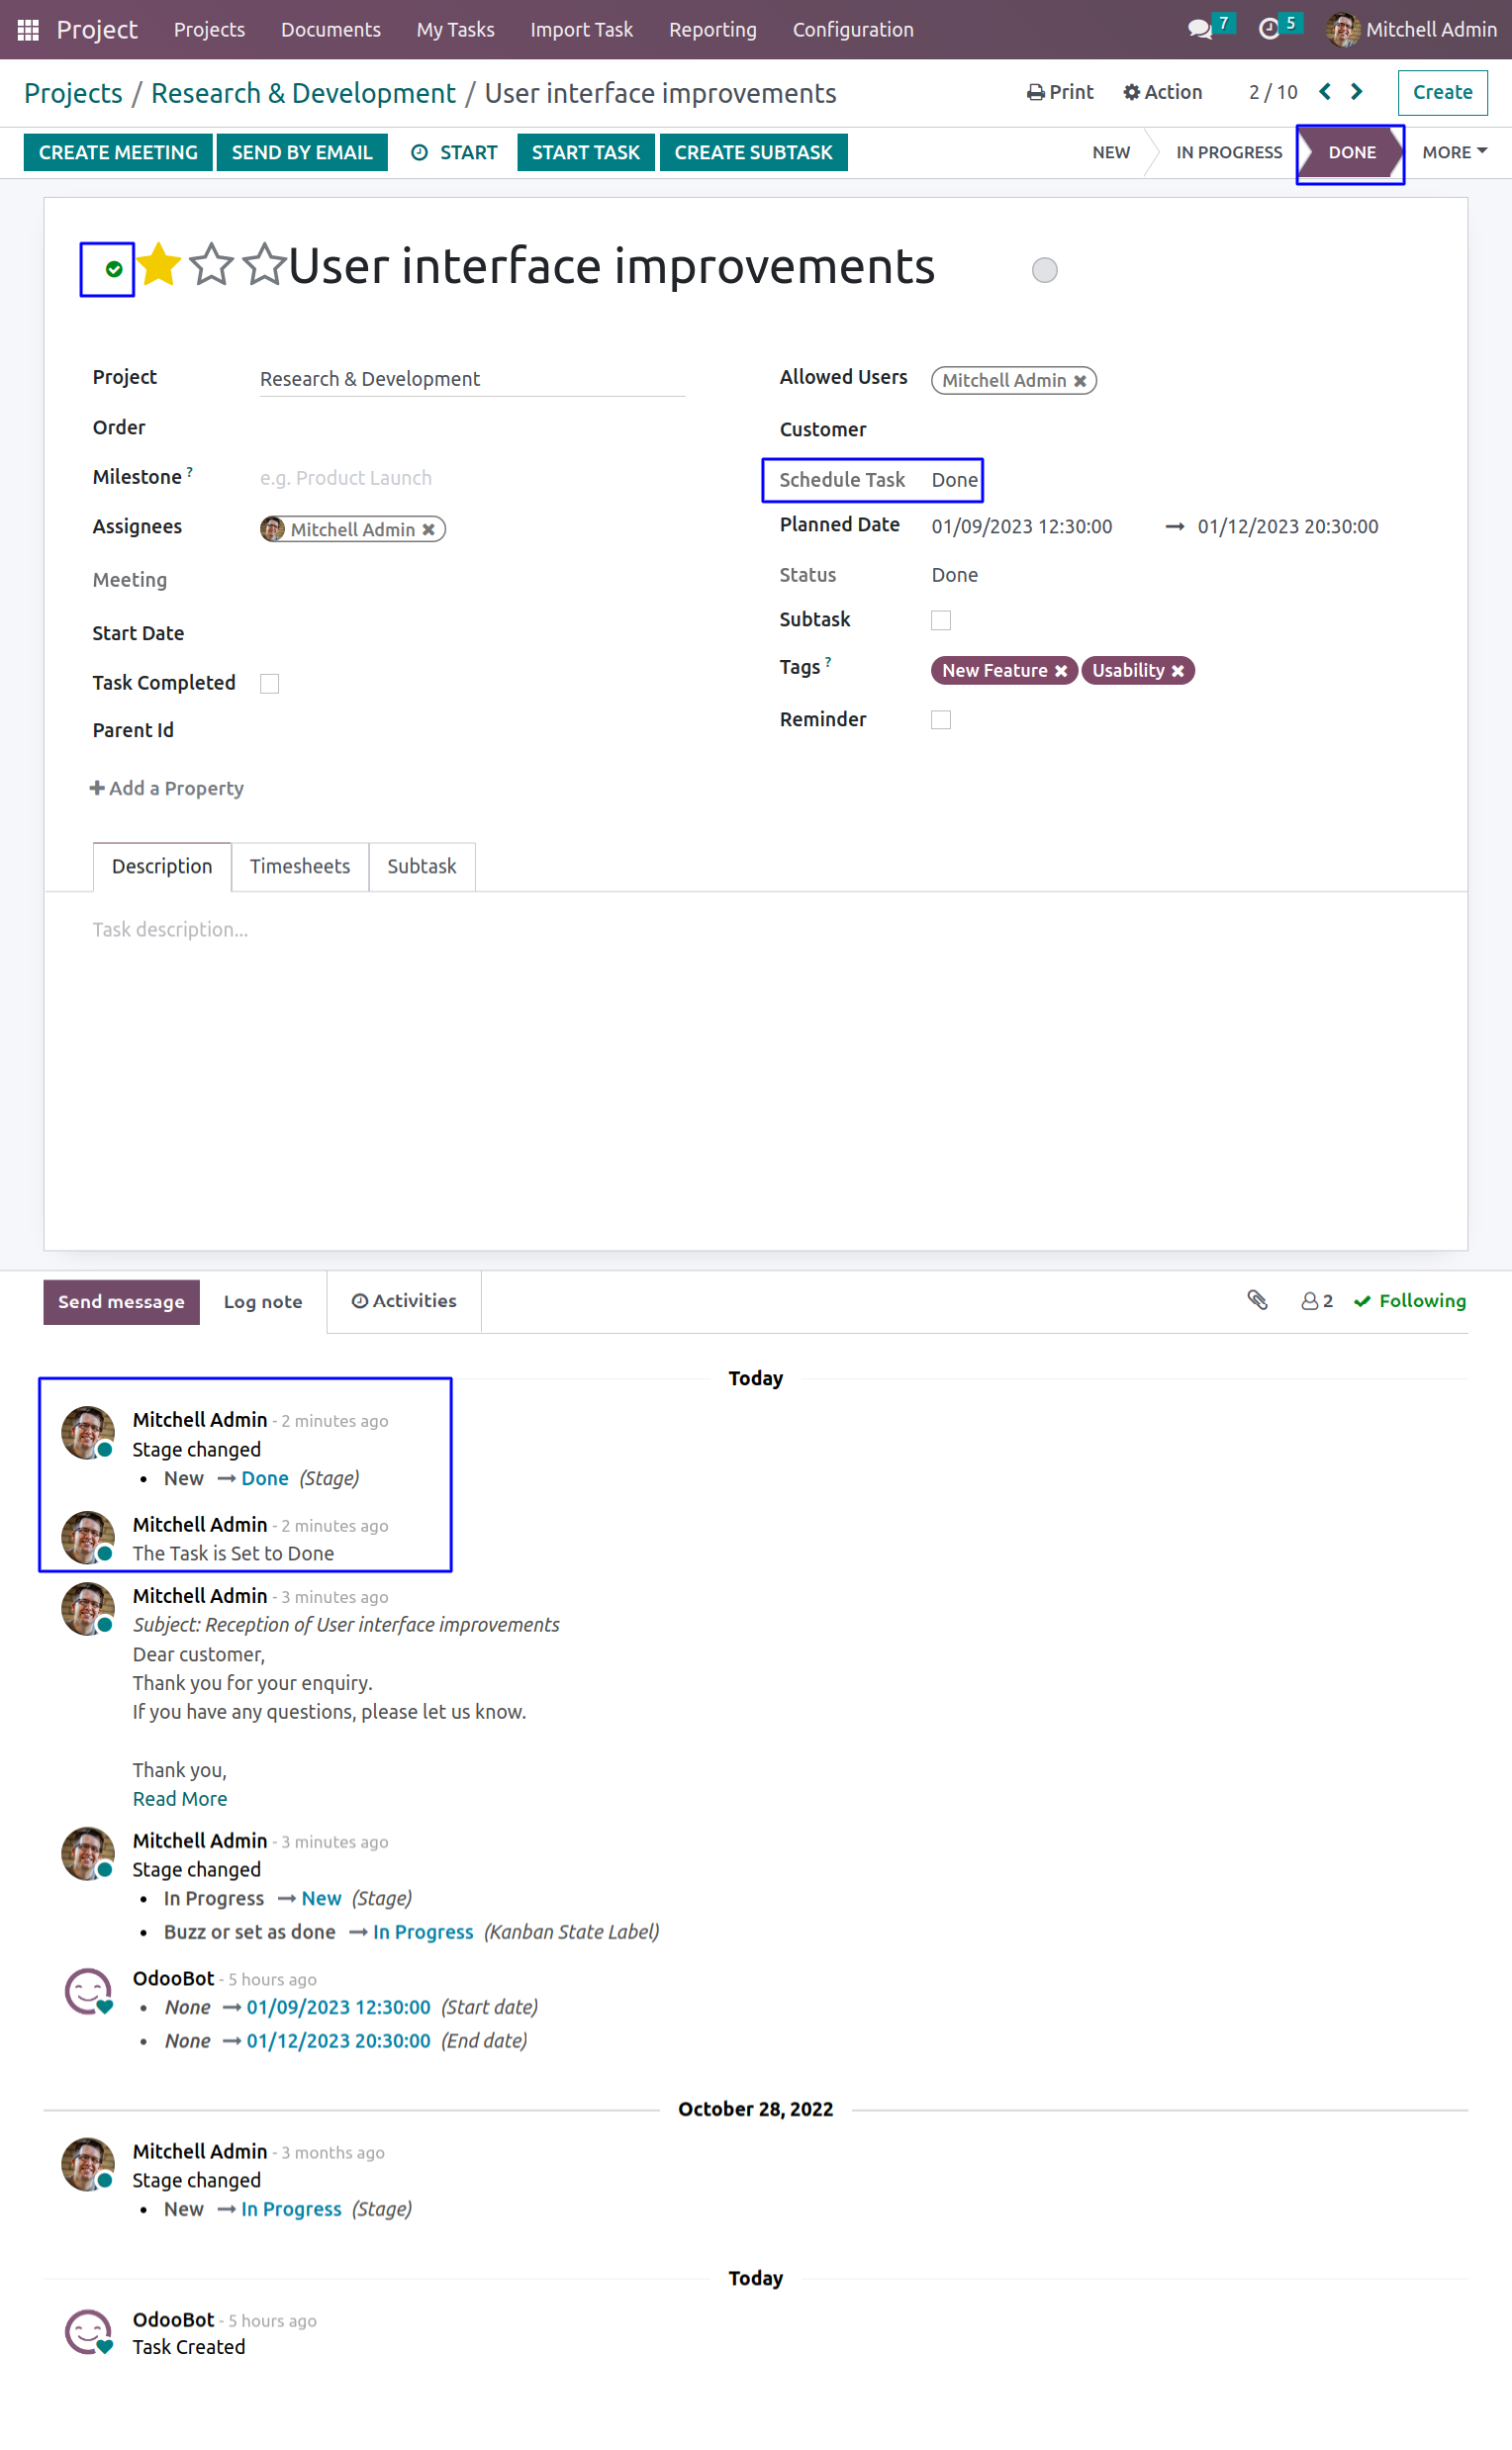 Project Projects Documents My Tasks Import Task Reporting Configuration 7 5 Mitchell Admin
Projects / Research & Development / User interface improvements Print Action 2 / 10 Create
CREATE MEETING SEND BY EMAIL START START TASK CREATE SUBTASK NEW IN PROGRESS DONE MORE
User interface improvements
Project Research & Development
Order
Milestone ? e.g. Product Launch
Assignees Mitchell Admin
Meeting
Start Date
Task Completed
Parent Id
Allowed Users Mitchell Admin
Customer
Schedule Task Done
Planned Date 01/09/2023 12:30:00 → 01/12/2023 20:30:00
Status Done
Subtask
Tags ? New Feature Usability
Reminder
Add a Property
Description Timesheets Subtask
Task description...
Send message Log note Activities 2 Following
Today
Mitchell Admin - 2 minutes ago
Stage changed
• New → Done (Stage)
Mitchell Admin - 2 minutes ago
The Task is Set to Done
Mitchell Admin - 3 minutes ago
Subject: Reception of User interface improvements
Dear customer,
Thank you for your enquiry.
If you have any questions, please let us know.
Thank you,
Read More
Mitchell Admin - 3 minutes ago
Stage changed
• In Progress → New (Stage)
• Buzz or set as done → In Progress (Kanban State Label)
OdooBot - 5 hours ago
• None → 01/09/2023 12:30:00 (Start date)
• None → 01/12/2023 20:30:00 (End date)
October 28, 2022
Mitchell Admin - 3 months ago
Stage changed
• New → In Progress (Stage)
Today
OdooBot - 5 hours ago
Task Created